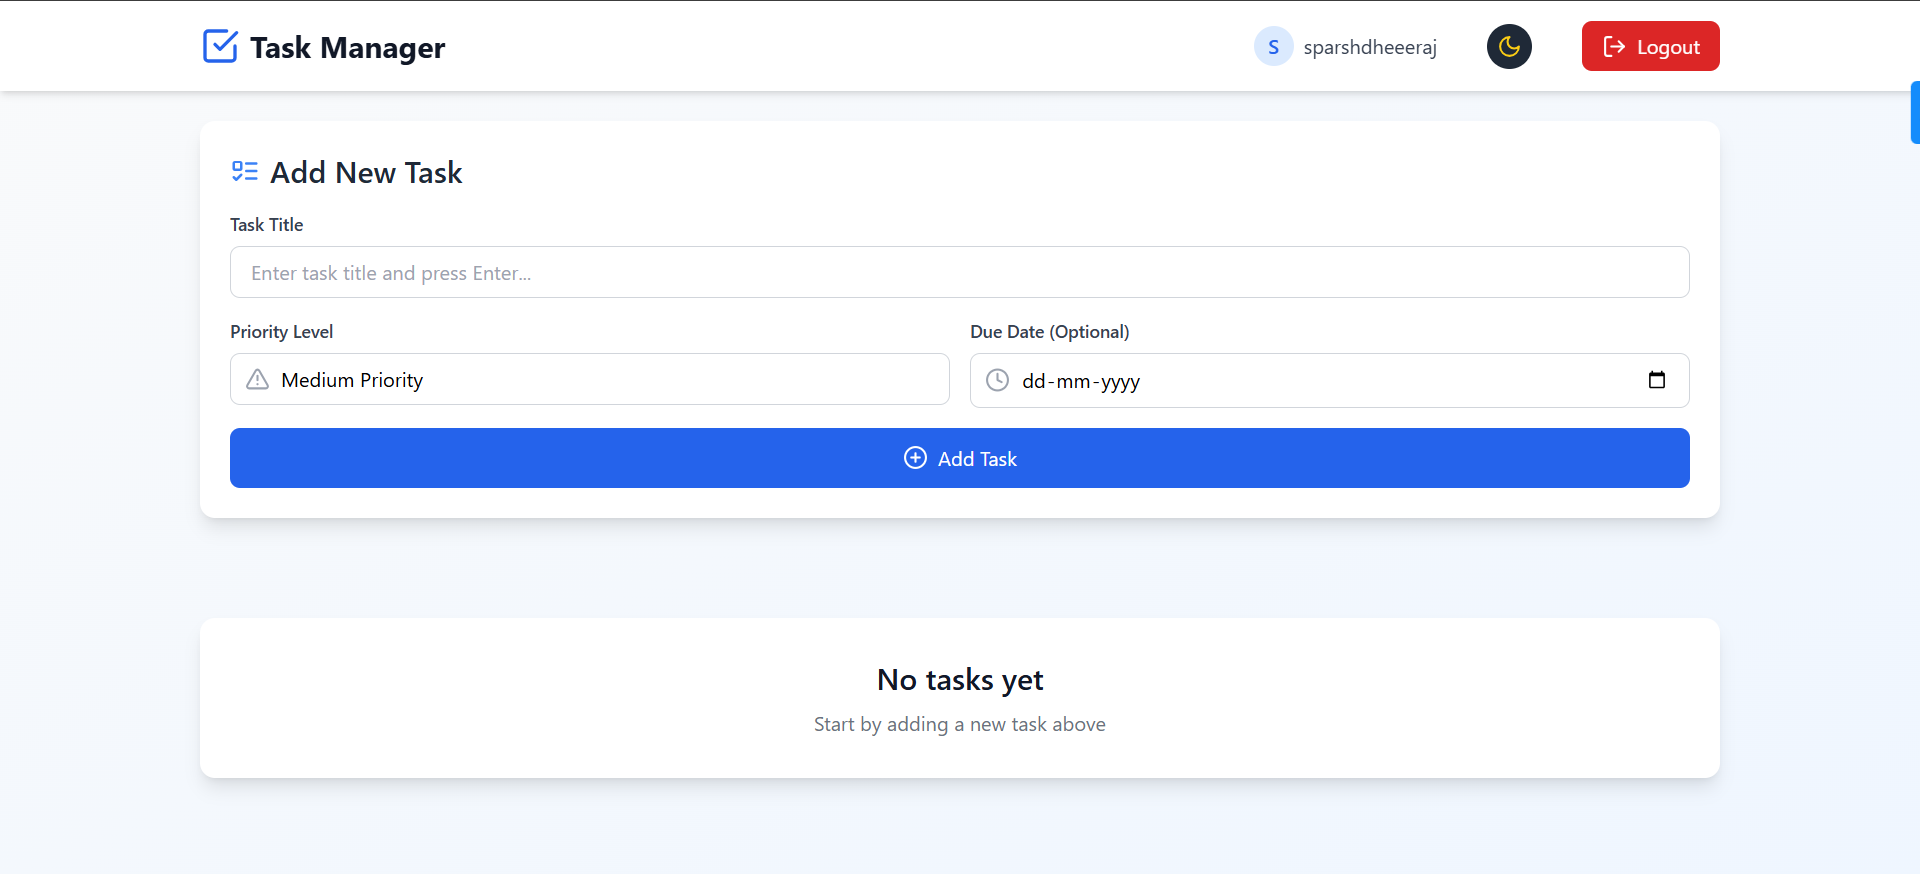 Task Manager
S sparshdheeeraj
Logout
Add New Task
Task Title
Enter task title and press Enter...
Priority Level
Due Date (Optional)
Medium Priority
dd-mm-yyyy
Add Task
No tasks yet
Start by adding a new task above